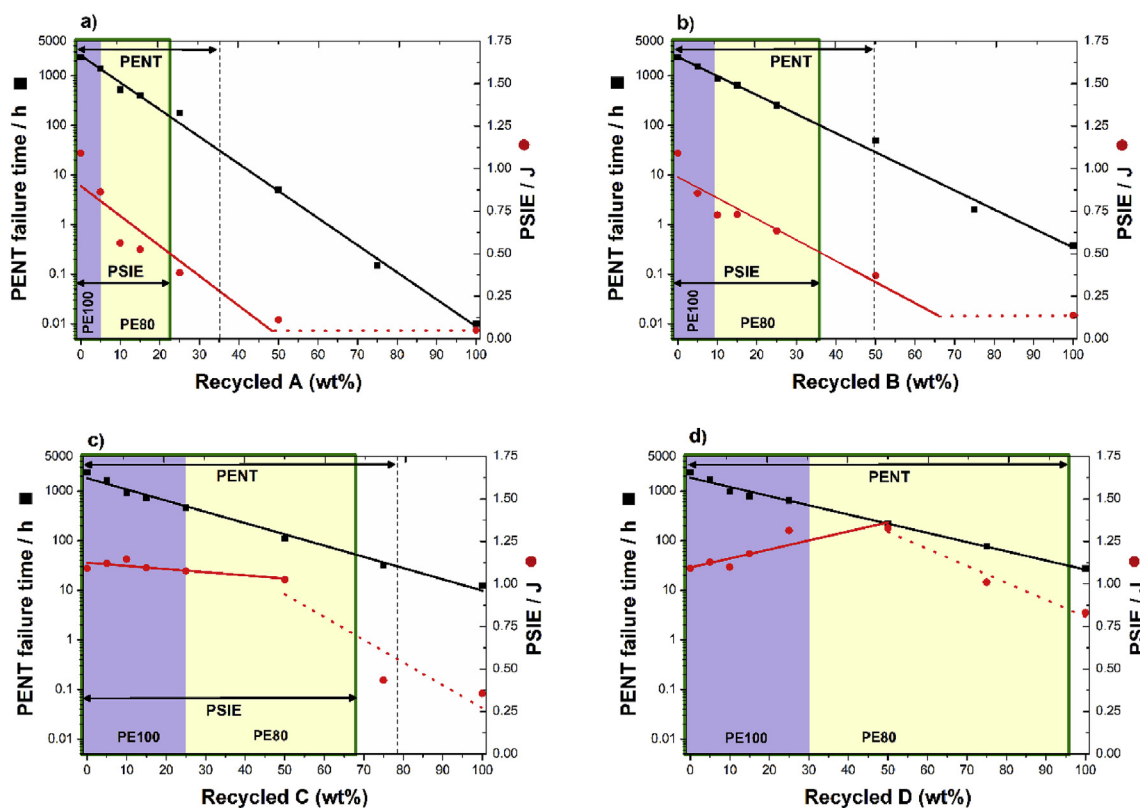 a)
5000
1000
100
10
1
0.1
0.01
PENT failure time / h
PENT
PSIE
PE100
PE80
1.75
1.50
1.25
1.00
0.75
0.50
0.25
0.00
PSIE / J
0 10 20 30 40 50 60 70 80 90 100
Recycled A (wt%)
b)
5000
1000
100
10
1
0.1
0.01
PENT failure time / h
PENT
PSIE
PE100
PE80
1.75
1.50
1.25
1.00
0.75
0.50
0.25
0.00
PSIE / J
0 10 20 30 40 50 60 70 80 90 100
Recycled B (wt%)
c)
5000
1000
100
10
1
0.1
0.01
PENT failure time / h
PENT
PSIE
PE100 PE80
1.75
1.50
1.25
1.00
0.75
0.50
0.25
0.00
PSIE / J
0 10 20 30 40 50 60 70 80 90 100
Recycled C (wt%)
d)
5000
1000
100
10
1
0.1
0.01
PENT failure time / h
PENT
PE100 PE80
1.75
1.50
1.25
1.00
0.75
0.50
0.25
0.00
PSIE / J
0 10 20 30 40 50 60 70 80 90 100
Recycled D (wt%)